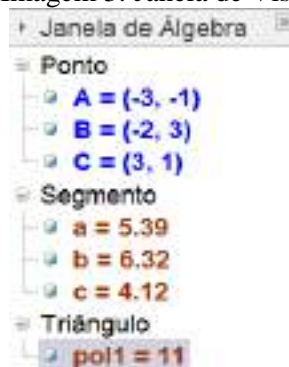 Janela de Álgebra
Ponto
A = (-3, -1)
B = (-2, 3)
C = (3, 1)
Segmento
a = 5.39
b = 6.32
c = 4.12
Triângulo
pol1 = 11